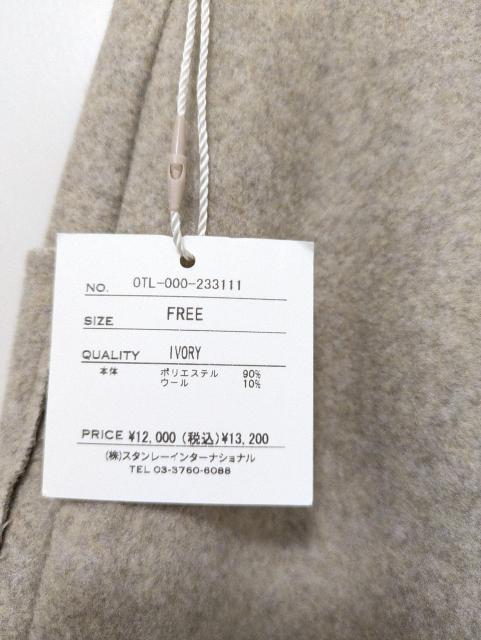 NO. OTL-000-233111
SIZE FREE
QUALITY IVORY
本体 ポリエステル 90%
ウール 10%
PRICE ¥12,000 (税込)¥13,200
(株)スタンレーインターナショナル
TEL 03-3760-6088